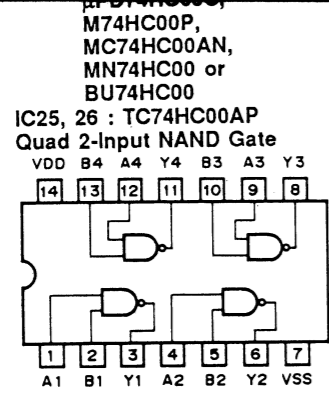 μPD74HC00C,
M74HC00P,
MC74HC00AN,
MN74HC00 or
BU74HC00
IC25, 26 : TC74HC00AP
Quad 2-Input NAND Gate
VDD B4 A4 Y4 B3 A3 Y3
14 13 12 11 10 9 8
1 2 3 4 5 6 7
A1 B1 Y1 A2 B2 Y2 VSS